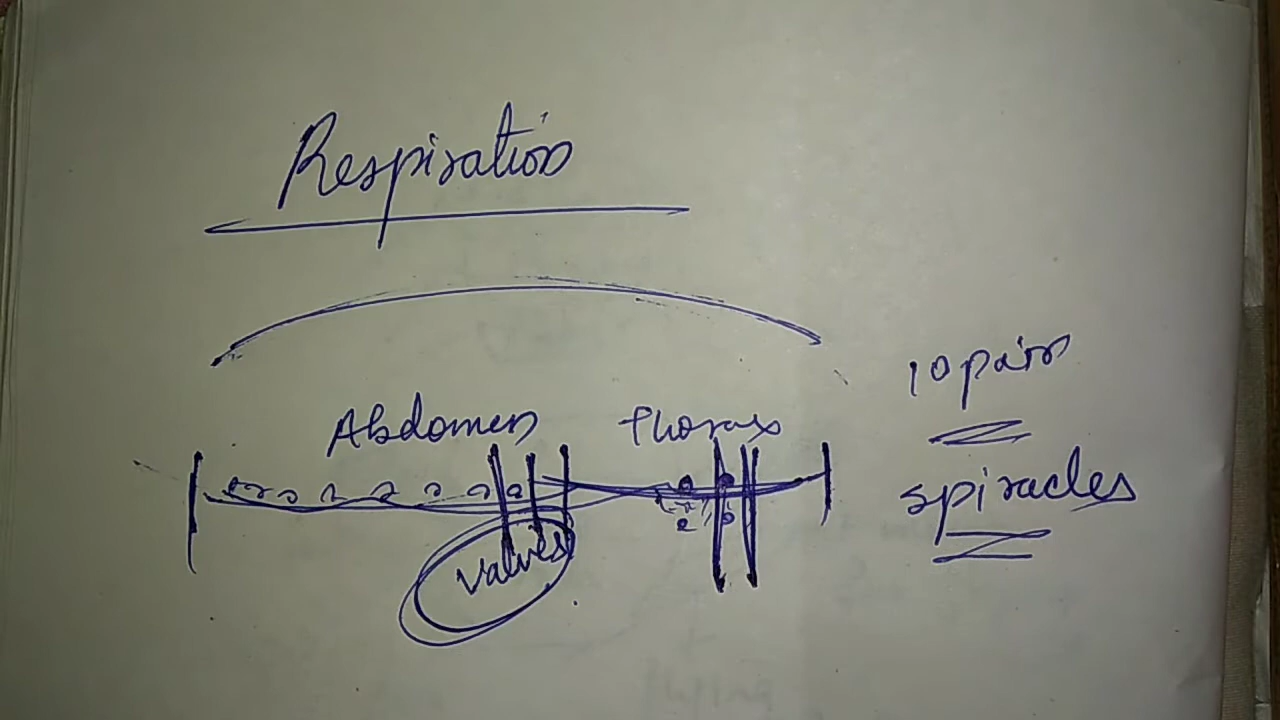 Respiration
Abdomen thorax
10 pairs
spiracles
valves